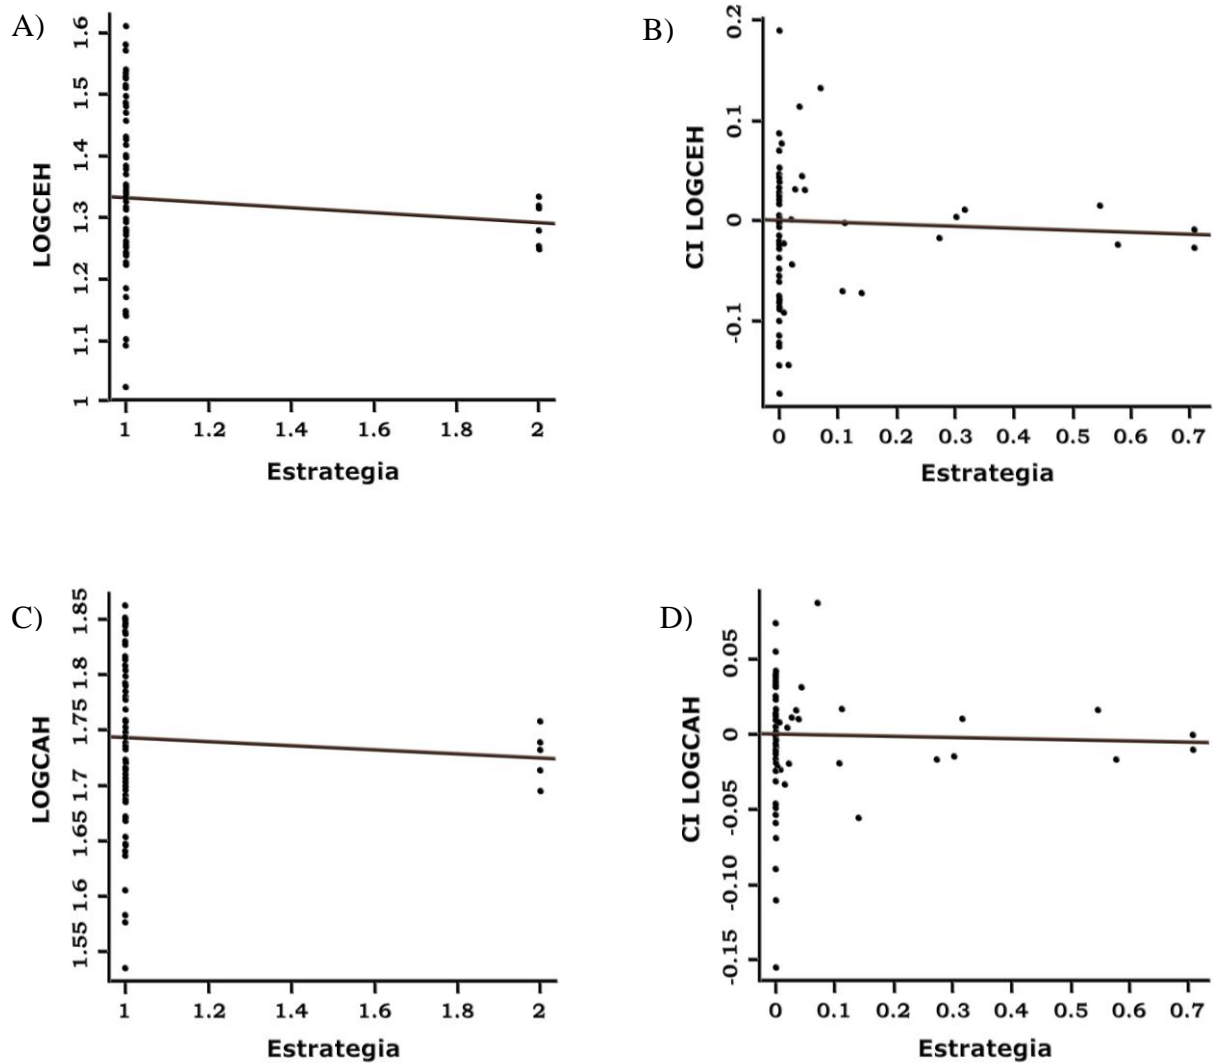 A)
LOGCEH
1.6
1.5
1.4
1.3
1.2
1.1
1
1 1.2 1.4 1.6 1.8 2
Estrategia
B)
CI LOGCEH
0.2
0.1
0
-0.1
0 0.1 0.2 0.3 0.4 0.5 0.6 0.7
Estrategia
C)
LOGCAH
1.85
1.8
1.75
1.7
1.65
1.6
1.55
1 1.2 1.4 1.6 1.8 2
Estrategia
D)
CI LOGCAH
0.05
0
-0.05
-0.10
-0.15
0 0.1 0.2 0.3 0.4 0.5 0.6 0.7
Estrategia